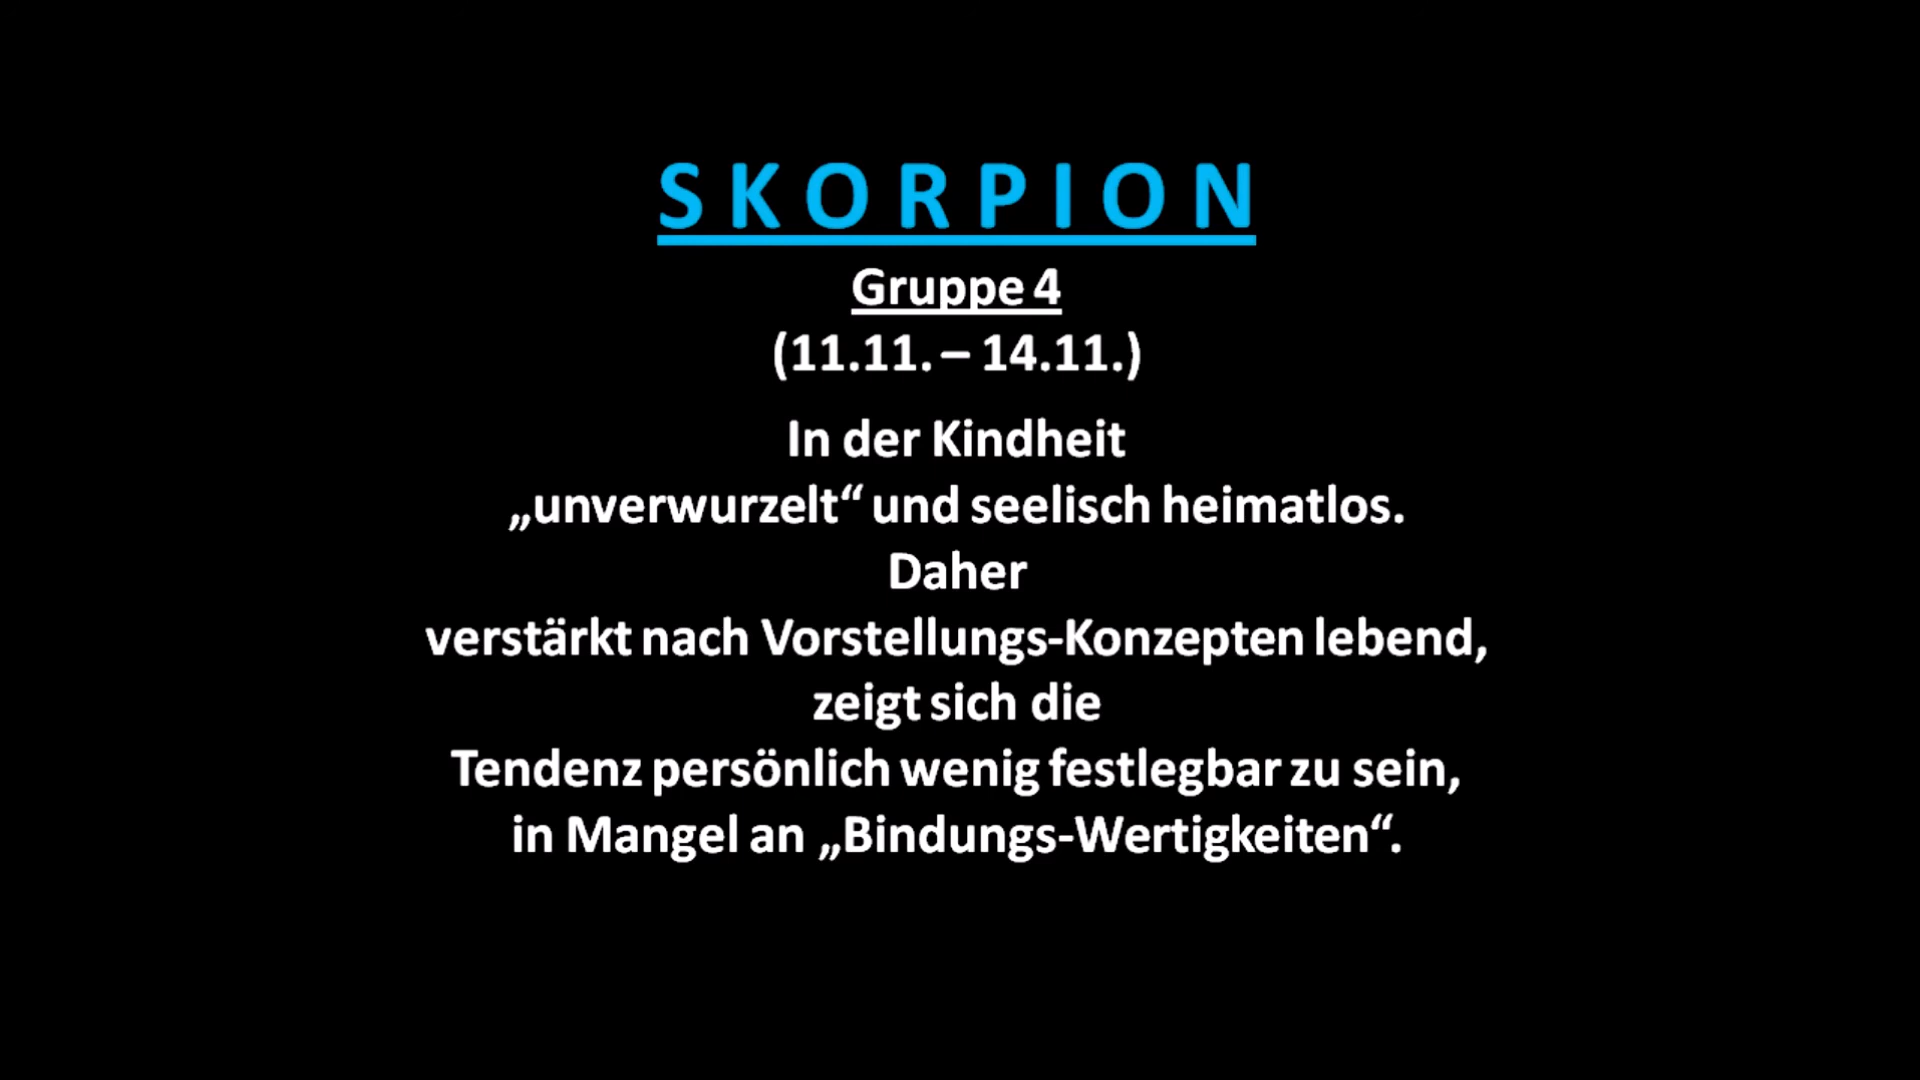 SKORPION
Gruppe 4
(11.11. – 14.11.)
In der Kindheit
„unverwurzelt“ und seelisch heimatlos.
Daher
verstärkt nach Vorstellungs-Konzepten lebend,
zeigt sich die
Tendenz persönlich wenig festlegbar zu sein,
in Mangel an „Bindungs-Wertigkeiten“.